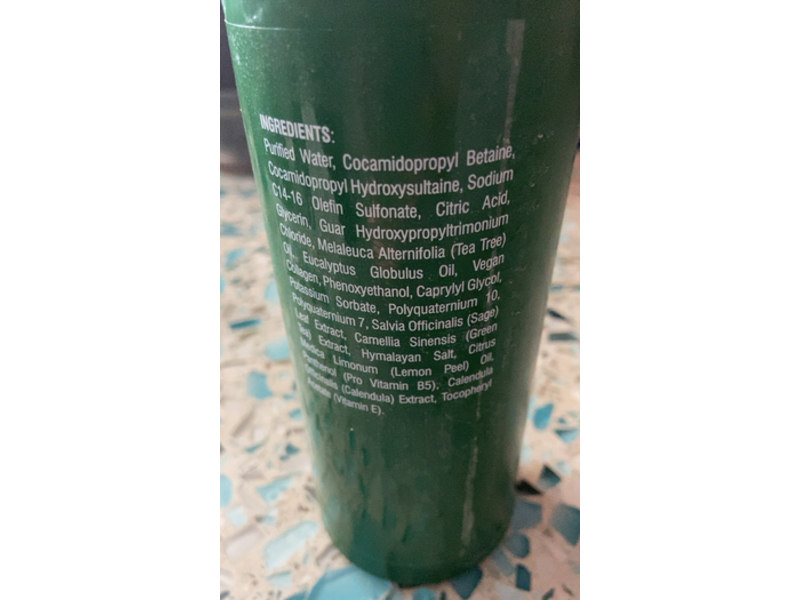 INGREDIENTS:
Purified Water, Cocamidopropyl Betaine,
Cocamidopropyl Hydroxysultaine, Sodium
C14-16 Olefin Sulfonate, Citric Acid,
Glycerin, Guar Hydroxypropyltrimonium
Chloride, Melaleuca Alternifolia (Tea Tree)
Oil, Eucalyptus Globulus Oil, Vegan
Colagen, Phenoxyethanol, Caprylyl Glycol,
Potassium Sorbate, Polyquaternium 10,
Polyquaternium 7, Salvia Officinalis (Sage)
Leaf Extract, Camellia Sinensis (Green
Tea) Extract, Hymalayan Salt, Citrus
Medica Limonum (Lemon Peel) Oil,
Panthenol (Pro Vitamin B5), Calendula
Officinalis (Calendula) Extract, Tocopheryl
Acetate (Vitamin E).